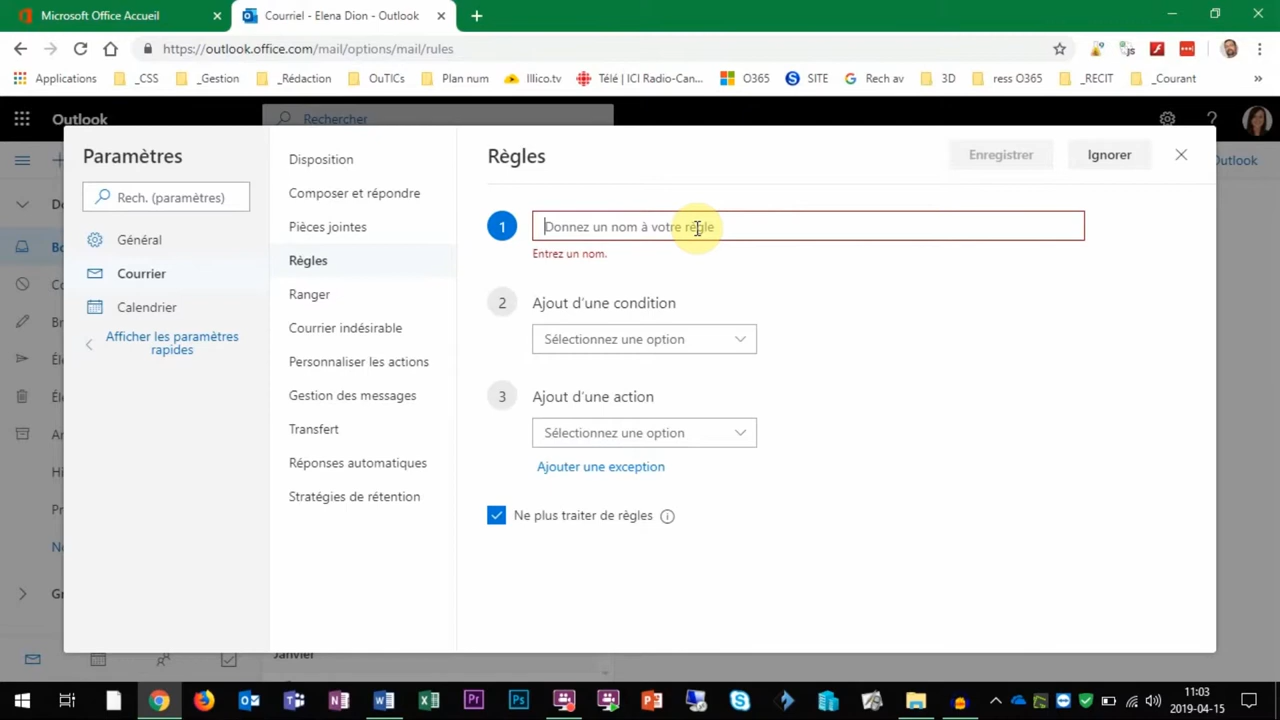 Microsoft Office Accueil
Courriel - Elena Dion - Outlook
https://outlook.office.com/mail/options/mail/rules
Applications
_CSS
_Gestion
_Rédaction
OuTICs
Plan num
Illico.tv
Télé | ICI Radio-Can...
O365
SITE
Rech av
3D
ress O365
_RECIT
_Courant
»
Outlook
Rechercher
Paramètres
Rech. (paramètres)
Général
Courrier
Calendrier
Afficher les paramètres
rapides
Disposition
Composer et répondre
Pièces jointes
Règles
Ranger
Courrier indésirable
Personnaliser les actions
Gestion des messages
Transfert
Réponses automatiques
Stratégies de rétention
Règles
Enregistrer
Ignorer
1
Donnez un nom à votre règle
Entrez un nom.
2
Ajout d'une condition
Sélectionnez une option
3
Ajout d'une action
Sélectionnez une option
Ajouter une exception
Ne plus traiter de règles
Outlook
Janvier
11:03
2019-04-15